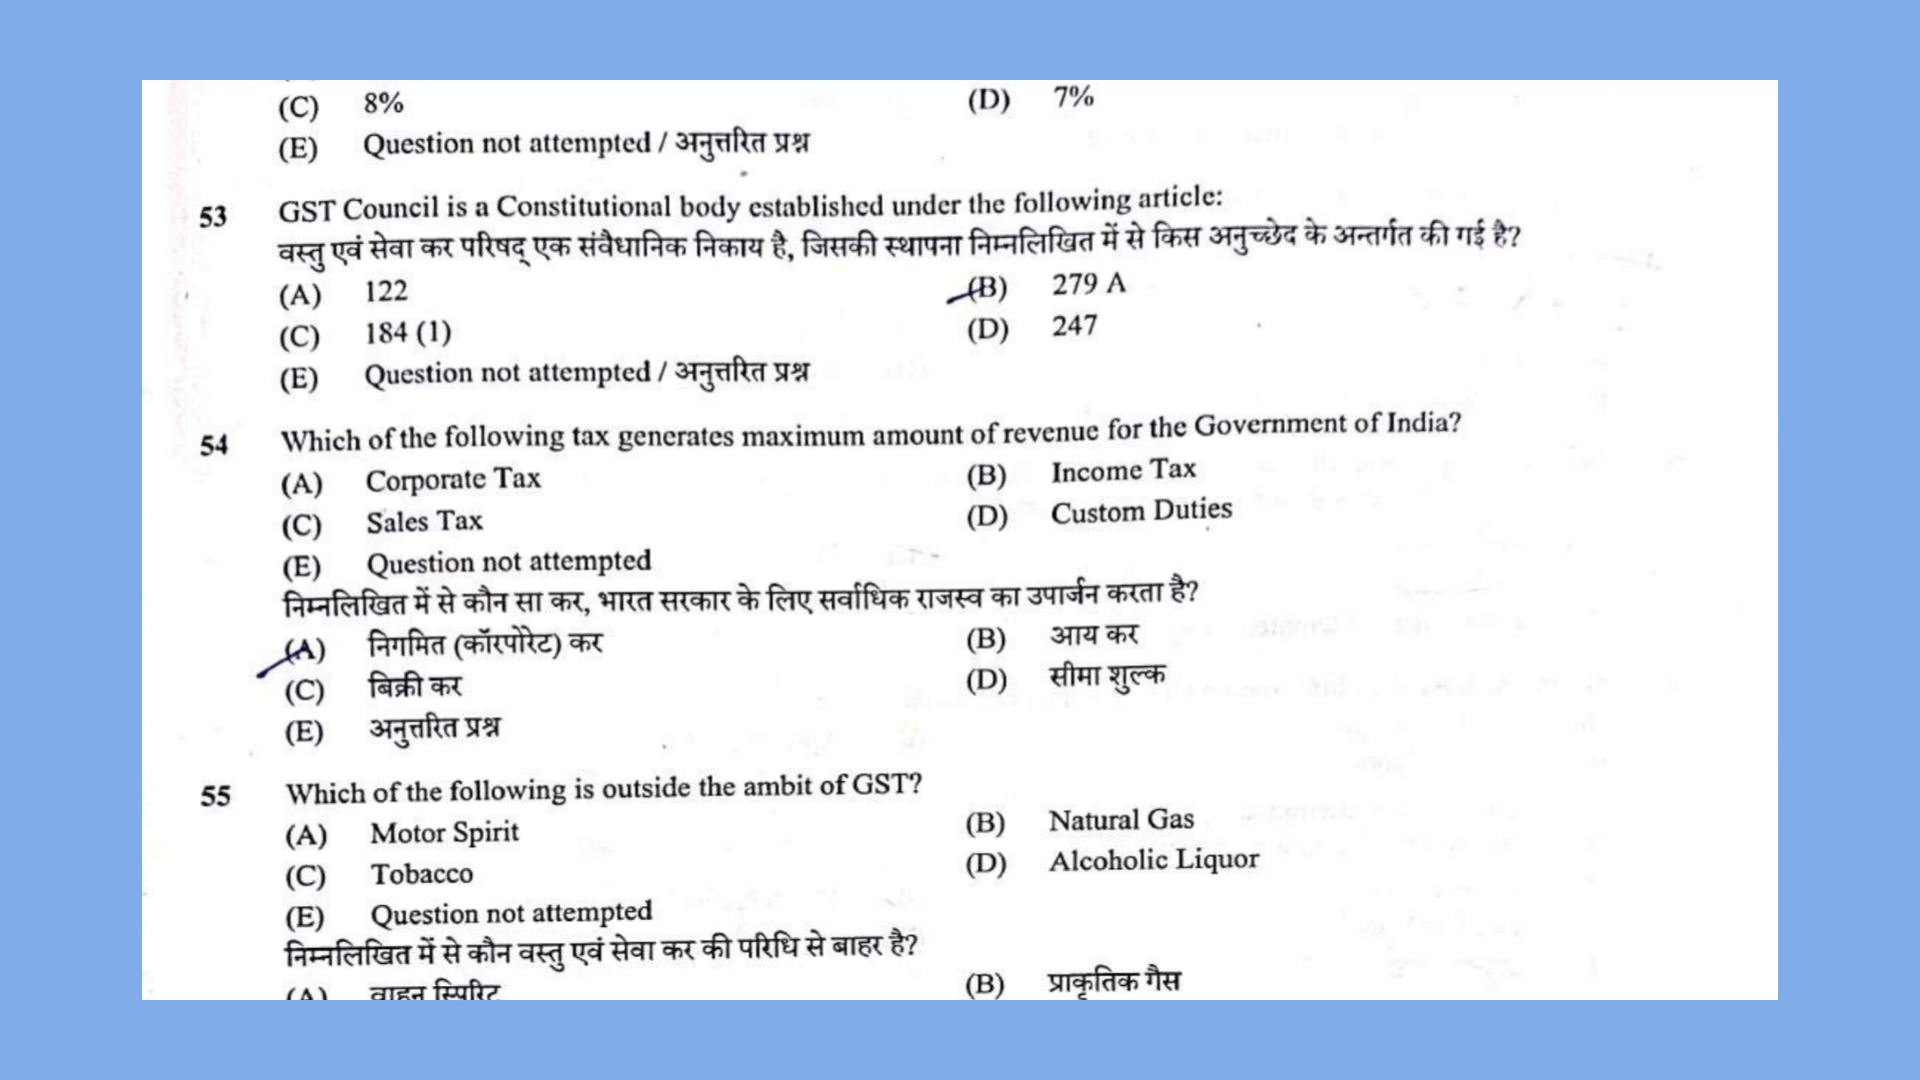 (C) 8% (D) 7%
(E) Question not attempted / अनुत्तरित प्रश्न
53 GST Council is a Constitutional body established under the following article:
वस्तु एवं सेवा कर परिषद् एक संवैधानिक निकाय है, जिसकी स्थापना निम्नलिखित में से किस अनुच्छेद के अन्तर्गत की गई है?
(A) 122 (B) 279 A
(C) 184 (1) (D) 247
(E) Question not attempted / अनुत्तरित प्रश्न
54 Which of the following tax generates maximum amount of revenue for the Government of India?
(A) Corporate Tax (B) Income Tax
(C) Sales Tax (D) Custom Duties
(E) Question not attempted
निम्नलिखित में से कौन सा कर, भारत सरकार के लिए सर्वाधिक राजस्व का उपार्जन करता है?
(A) निगमित (कॉरपोरेट) कर (B) आय कर
(C) बिक्री कर (D) सीमा शुल्क
(E) अनुत्तरित प्रश्न
55 Which of the following is outside the ambit of GST?
(A) Motor Spirit (B) Natural Gas
(C) Tobacco (D) Alcoholic Liquor
(E) Question not attempted
निम्नलिखित में से कौन वस्तु एवं सेवा कर की परिधि से बाहर है?
(A) वाहन स्पिरिट (B) प्राकृतिक गैस